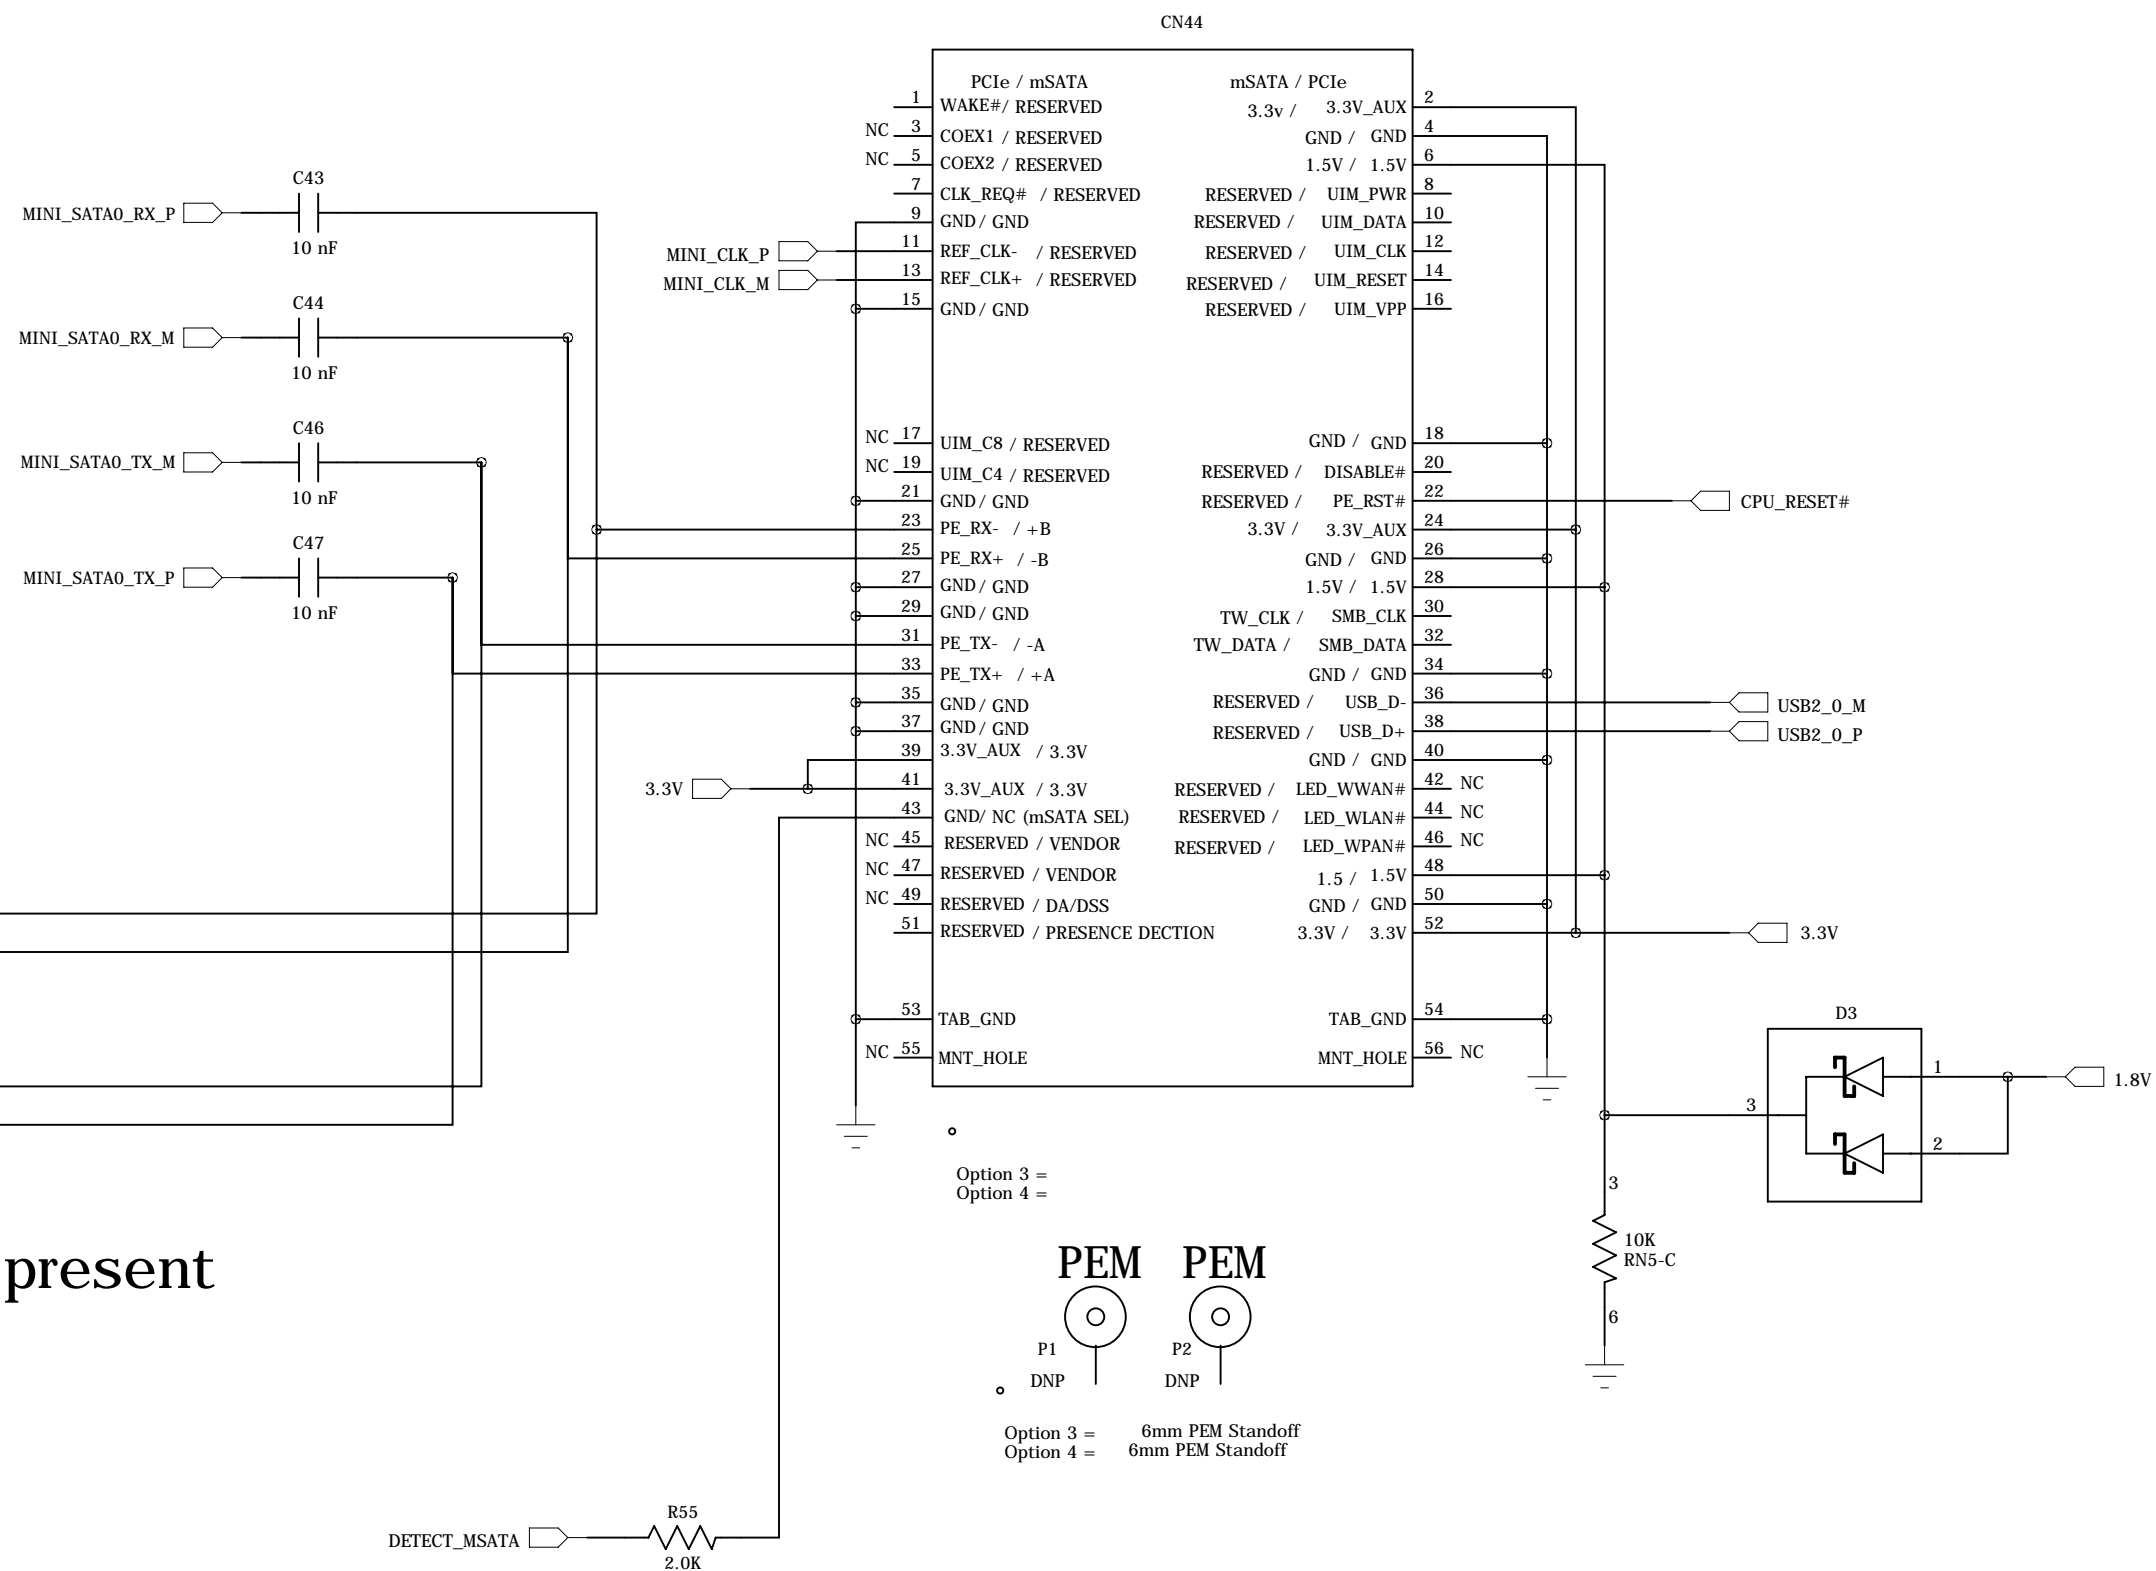 CN44
PCIe / mSATA mSATA / PCIe
1 WAKE#/ RESERVED 3.3v / 3.3V_AUX 2
NC 3 COEX1 / RESERVED GND / GND 4
NC 5 COEX2 / RESERVED 1.5V / 1.5V 6
7 CLK_REQ# / RESERVED RESERVED / UIM_PWR 8
9 GND / GND RESERVED / UIM_DATA 10
11 REF_CLK- / RESERVED RESERVED / UIM_CLK 12
13 REF_CLK+ / RESERVED RESERVED / UIM_RESET 14
15 GND / GND RESERVED / UIM_VPP 16
NC 17 UIM_C8 / RESERVED GND / GND 18
NC 19 UIM_C4 / RESERVED RESERVED / DISABLE# 20
21 GND / GND RESERVED / PE_RST# 22
23 PE_RX- / +B 3.3V / 3.3V_AUX 24
25 PE_RX+ / -B GND / GND 26
27 GND / GND 1.5V / 1.5V 28
29 GND / GND TW_CLK / SMB_CLK 30
31 PE_TX- / -A TW_DATA / SMB_DATA 32
33 PE_TX+ / +A GND / GND 34
35 GND / GND RESERVED / USB_D- 36
37 GND / GND RESERVED / USB_D+ 38
39 3.3V_AUX / 3.3V GND / GND 40
41 3.3V_AUX / 3.3V RESERVED / LED_WWAN# 42 NC
43 GND/ NC (mSATA SEL) RESERVED / LED_WLAN# 44 NC
NC 45 RESERVED / VENDOR RESERVED / LED_WPAN# 46 NC
NC 47 RESERVED / VENDOR 1.5 / 1.5V 48
NC 49 RESERVED / DA/DSS GND / GND 50
51 RESERVED / PRESENCE DECTION 3.3V / 3.3V 52
53 TAB_GND TAB_GND 54
NC 55 MNT_HOLE MNT_HOLE 56 NC
C43
MINI_SATA0_RX_P
10 nF
C44
MINI_SATA0_RX_M
10 nF
C46
MINI_SATA0_TX_M
10 nF
C47
MINI_SATA0_TX_P
10 nF
MINI_CLK_P
MINI_CLK_M
3.3V
CPU_RESET#
USB2_0_M
USB2_0_P
3.3V
D3
1
2
3
1.8V
3
10K
RN5-C
6
Option 3 =
Option 4 =
present
PEM PEM
P1 P2
DNP DNP
Option 3 = 6mm PEM Standoff
Option 4 = 6mm PEM Standoff
R55
DETECT_MSATA
2.0K